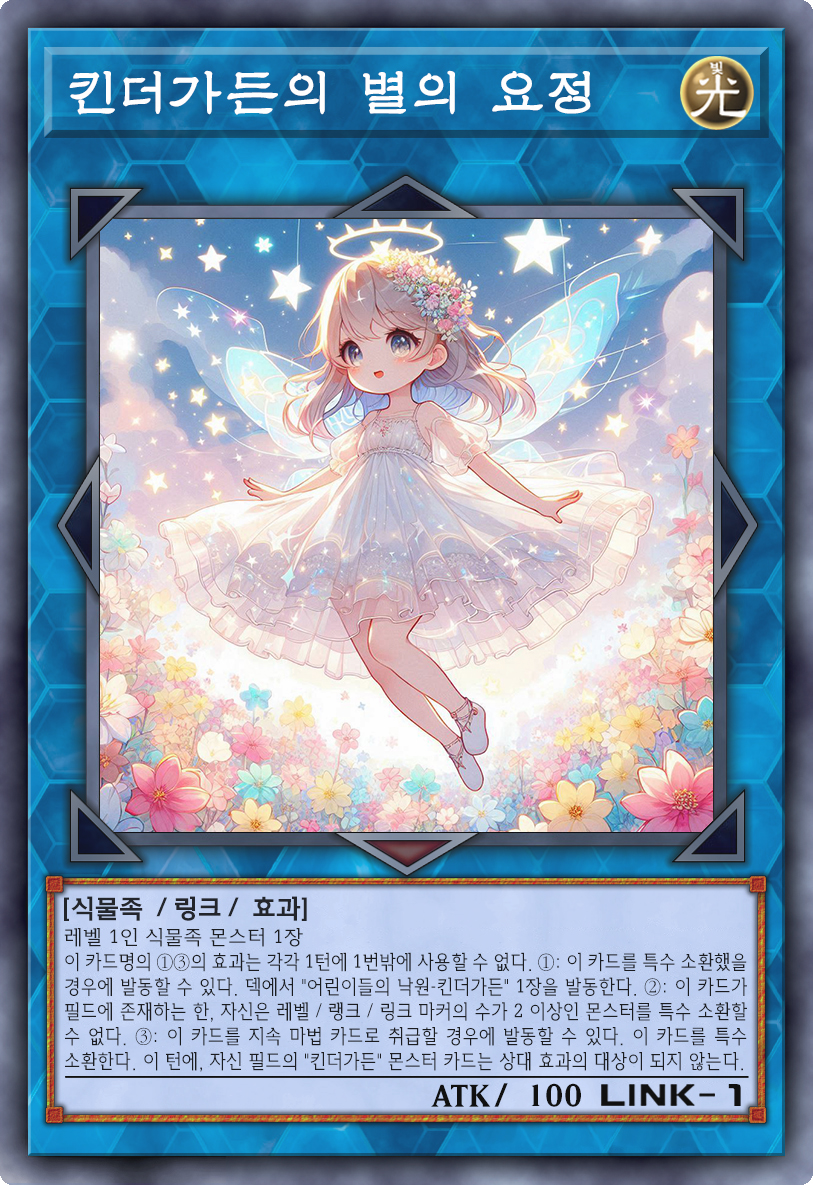 킨더가든의 별의 요정
빛
光
[식물족 / 링크 / 효과]
레벨 1인 식물족 몬스터 1장
이 카드명의 ①③의 효과는 각각 1턴에 1번밖에 사용할 수 없다. ①: 이 카드를 특수 소환했을
경우에 발동할 수 있다. 덱에서 "어린이들의 낙원-킨더가든" 1장을 발동한다. ②: 이 카드가
필드에 존재하는 한, 자신은 레벨 / 랭크 / 링크 마커의 수가 2 이상인 몬스터를 특수 소환할
수 없다. ③: 이 카드를 지속 마법 카드로 취급할 경우에 발동할 수 있다. 이 카드를 특수
소환한다. 이 턴에, 자신 필드의 "킨더가든" 몬스터 카드는 상대 효과의 대상이 되지 않는다.
ATK/ 100 LINK-1